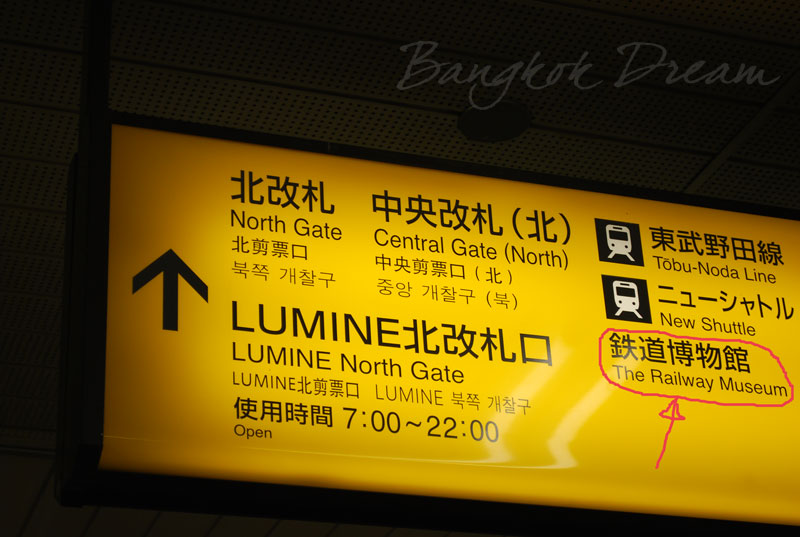 Bangkok Dream
北改札
North Gate
北剪票口
북쪽 개찰구
中央改札(北)
Central Gate (North)
中央剪票口(北)
중앙 개찰구 (북)
LUMINE北改札口
LUMINE North Gate
LUMINE北剪票口 LUMINE 북쪽 개찰구
使用時間 7:00~22:00
Open
東武野田線
Tōbu-Noda Line
ニューシャトル
New Shuttle
鉄道博物館
The Railway Museum